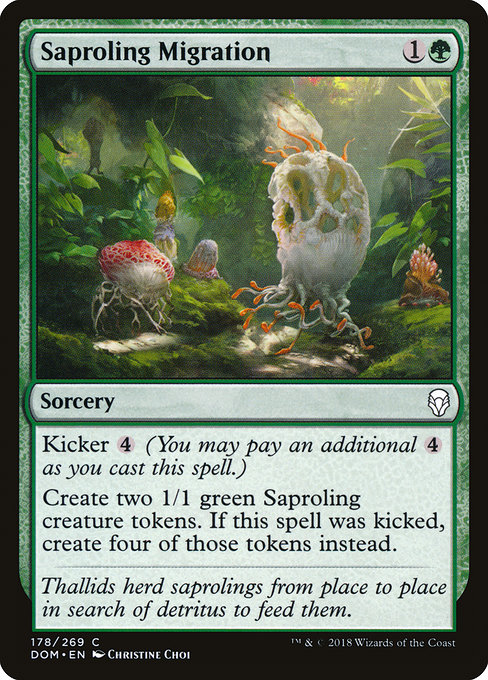 Saproling Migration 1
Sorcery
Kicker 4 (You may pay an additional 4
as you cast this spell.)
Create two 1/1 green Saproling
creature tokens. If this spell was kicked,
create four of those tokens instead.
Thallids herd saprolings from place to place
in search of detritus to feed them.
178/269 C
DOM • EN Christine Choi
™ & © 2018 Wizards of the Coast